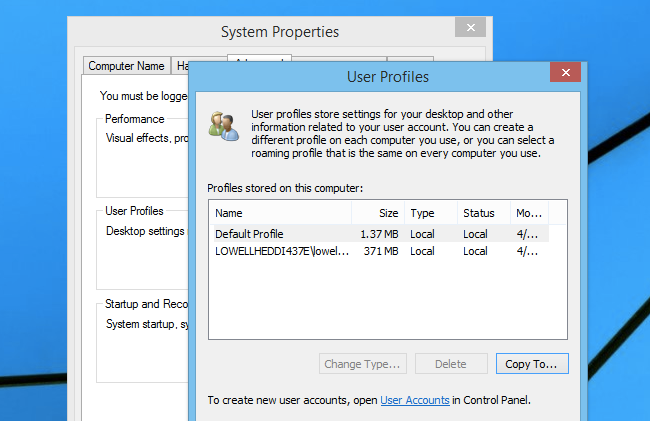 System Properties
Computer Name
Ha
User Profiles
You must be logge
Performance
Visual effects, pro
User Profiles
Desktop settings
Startup and Reco
System startup, sy
User profiles store settings for your desktop and other
information related to your user account. You can create a
different profile on each computer you use, or you can select a
roaming profile that is the same on every computer you use.
Profiles stored on this computer:
Name Size Type Status Mo...
Default Profile 1.37 MB Local Local 4/...
LOWELLHEDDI437E\lowel... 371 MB Local Local 4/...
Change Type... Delete Copy To...
To create new user accounts, open User Accounts in Control Panel.